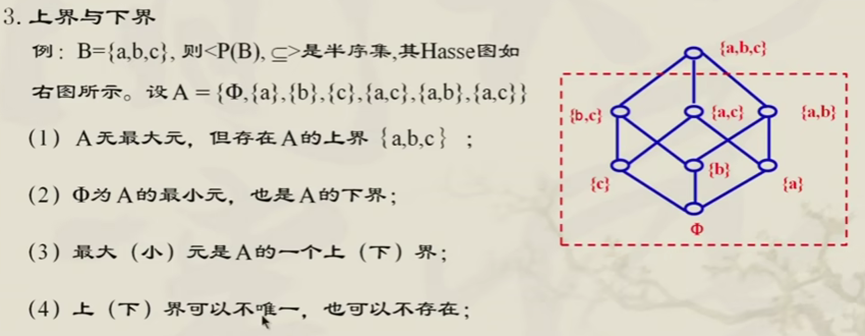 3. 上界与下界
例：B={a,b,c}, 则<P(B), ⊆>是半序集,其Hasse图如
右图所示。设A = {Φ,{a},{b},{c},{a,c},{a,b},{a,c}}
(1) A无最大元，但存在A的上界 {a,b,c} ；
(2) Φ为A的最小元，也是A的下界；
(3) 最大（小）元是A的一个上（下）界；
(4) 上（下）界可以不唯一，也可以不存在；
{a,b,c}
{b,c}
{a,c}
{a,b}
{c}
{b}
{a}
Φ